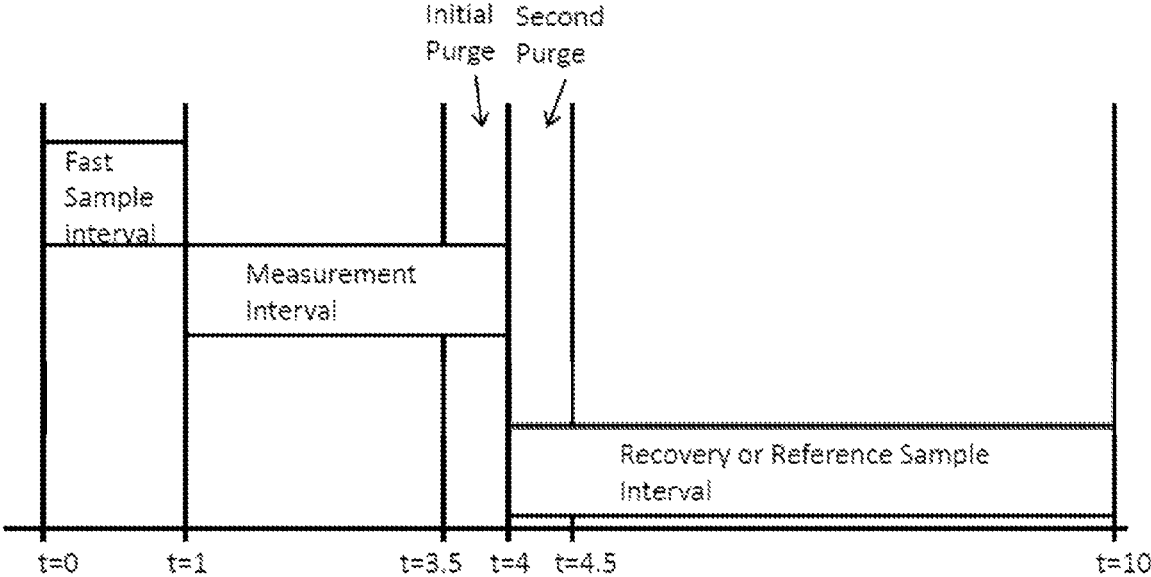 Initial
Purge
Second
Purge
Fast
Sample
interval
Measurement
Interval
Recovery or Reference Sample
Interval
t=0
t=1
t=3.5
t=4
t=4.5
t=10